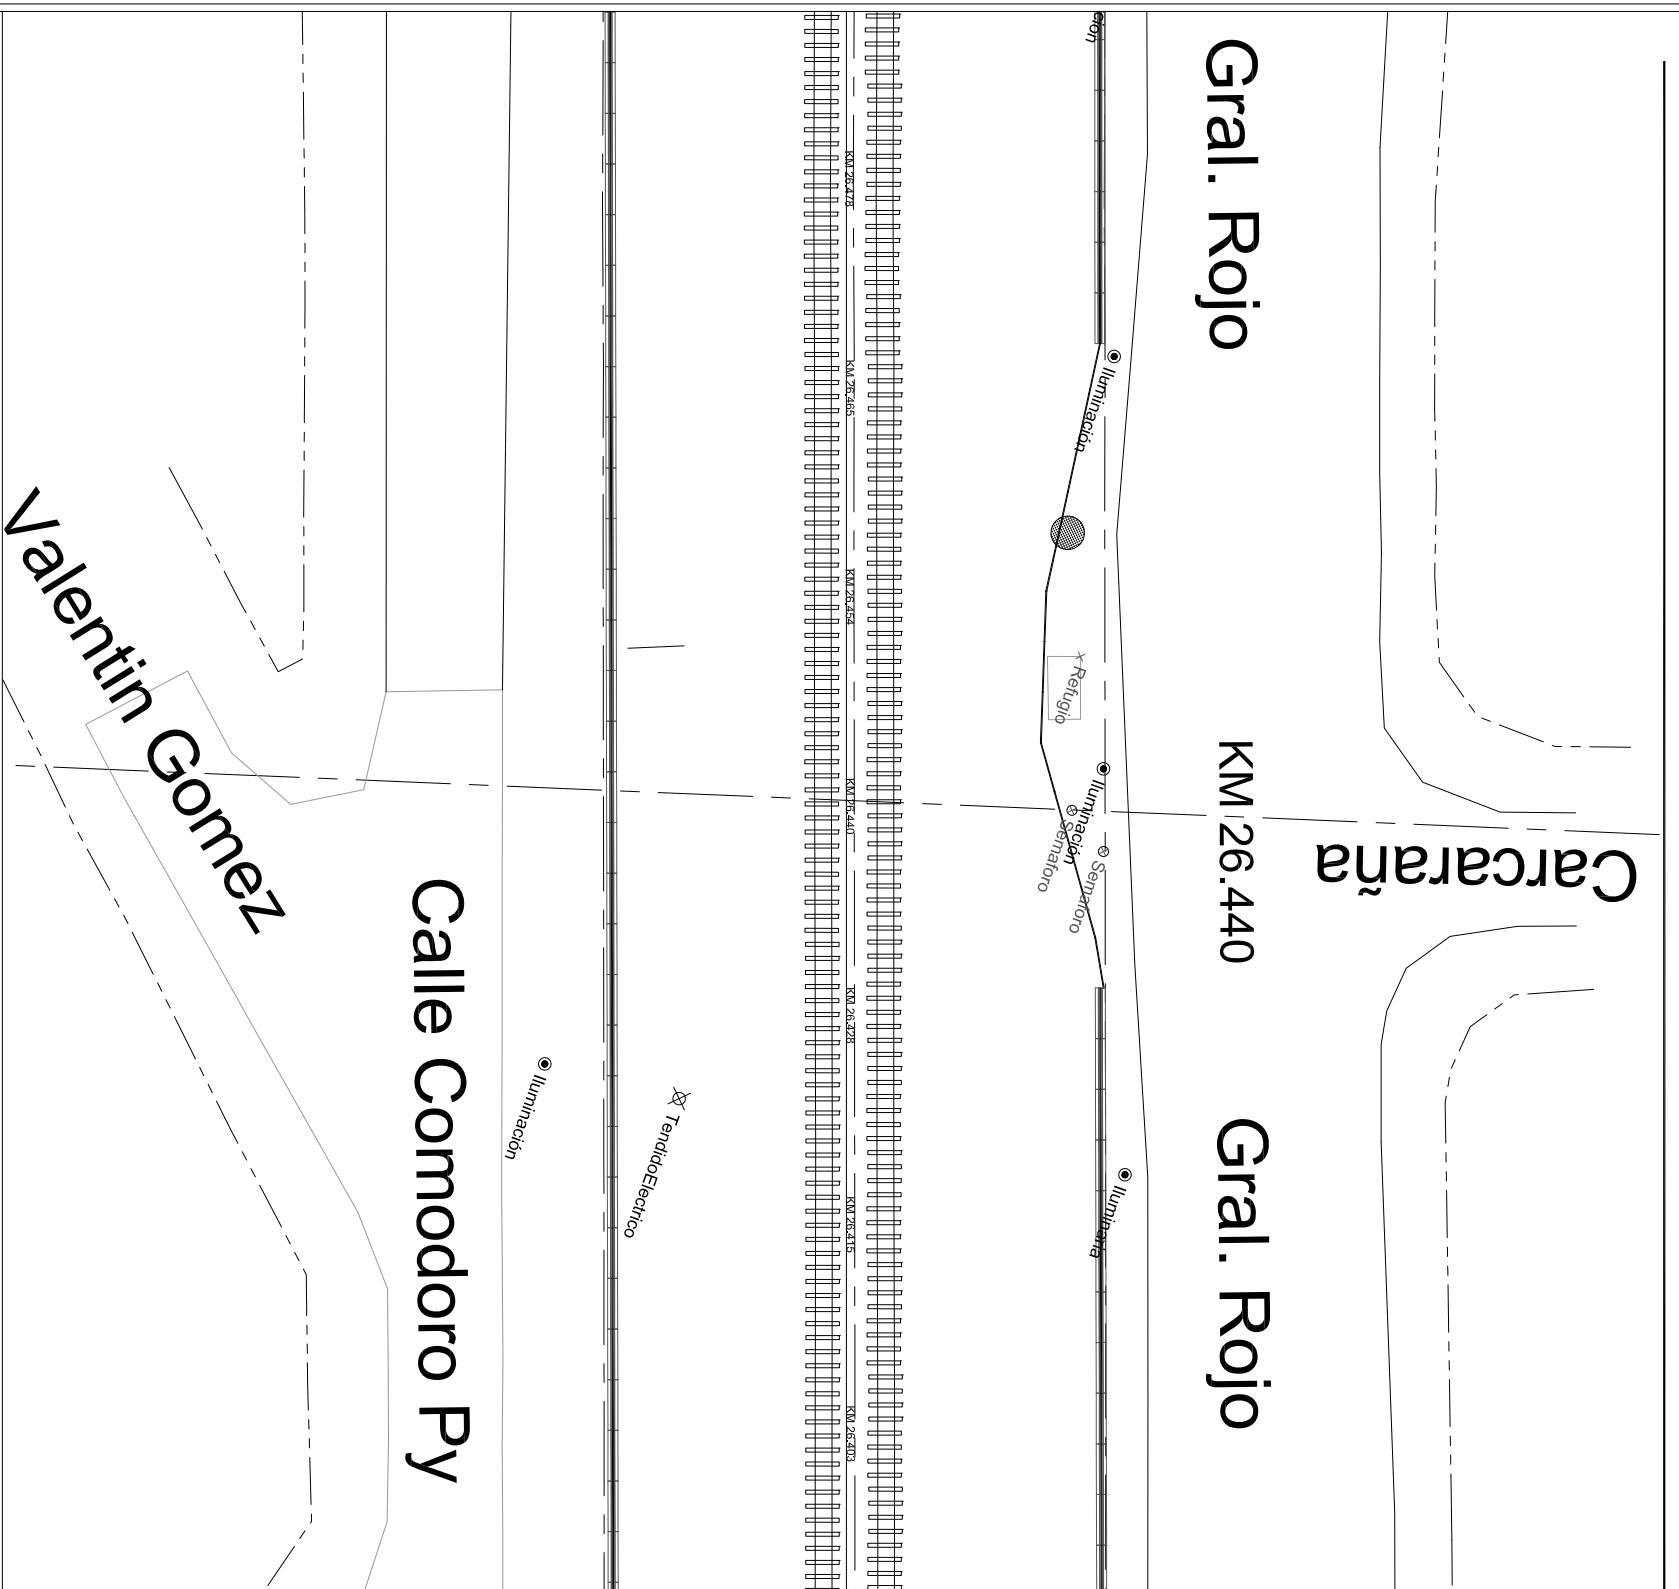 ción
Gral. Rojo
KM 26.478
KM 26.465
Iluminación
Valentin Gomez
KM 26.454
Refugio
KM 26.440
KM 26.440
Iluminación
Semaforo
Semaforo
Carcaraña
Calle Comodoro Py
KM 26.428
Iluminación
TendidoElectrico
Gral. Rojo
KM 26.415
Iluminaria
KM 26.403